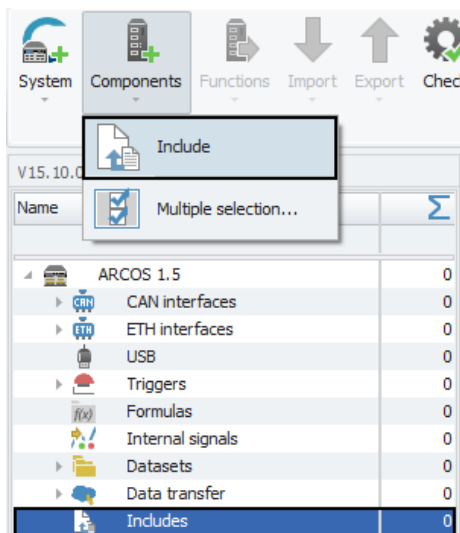 System Components Functions Import Export Chec
Include
V15.10.0
Multiple selection...
Name Σ
ARCOS 1.5 0
CAN CAN interfaces 0
ETH ETH interfaces 0
USB 0
Triggers 0
f(x) Formulas 0
Internal signals 0
Datasets 0
Data transfer 0
Includes 0